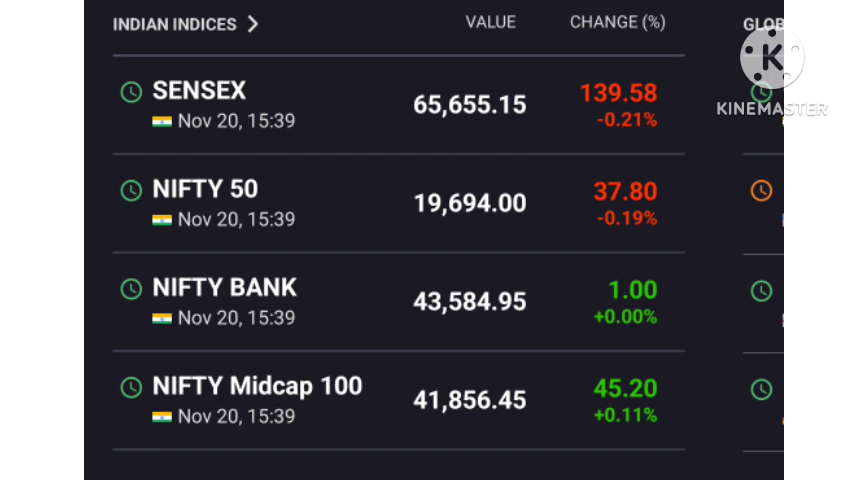 INDIAN INDICES > VALUE CHANGE (%) GLOB
SENSEX 65,655.15 139.58
Nov 20, 15:39 -0.21%
NIFTY 50 19,694.00 37.80
Nov 20, 15:39 -0.19%
NIFTY BANK 43,584.95 1.00
Nov 20, 15:39 +0.00%
NIFTY Midcap 100 41,856.45 45.20
Nov 20, 15:39 +0.11%
K
KINEMASTER